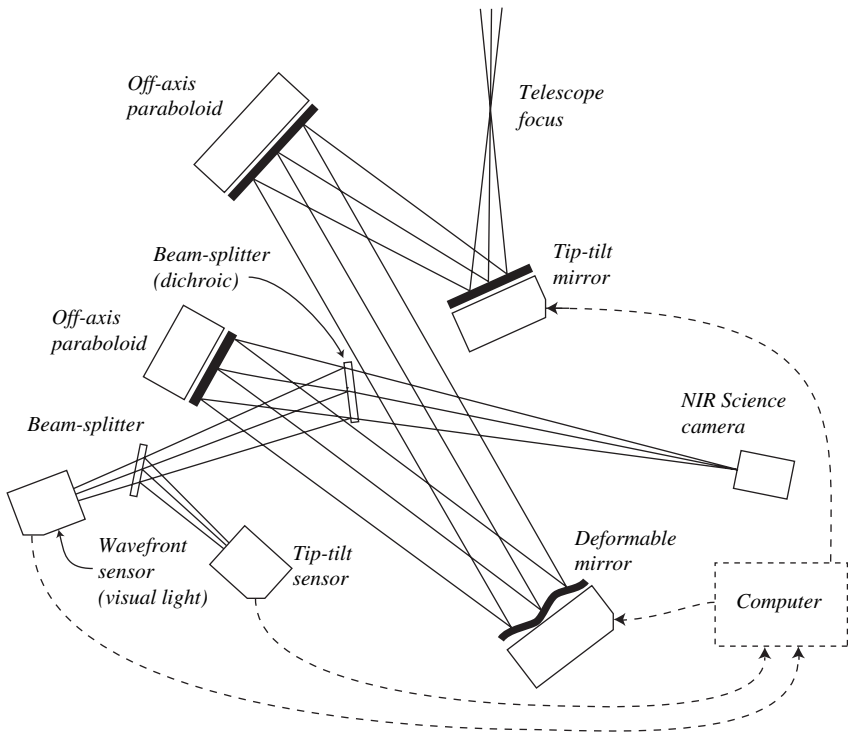 Off-axis
paraboloid
Telescope
focus
Beam-splitter
(dichroic)
Tip-tilt
mirror
Off-axis
paraboloid
NIR Science
camera
Beam-splitter
Wavefront
sensor
(visual light)
Tip-tilt
sensor
Deformable
mirror
Computer